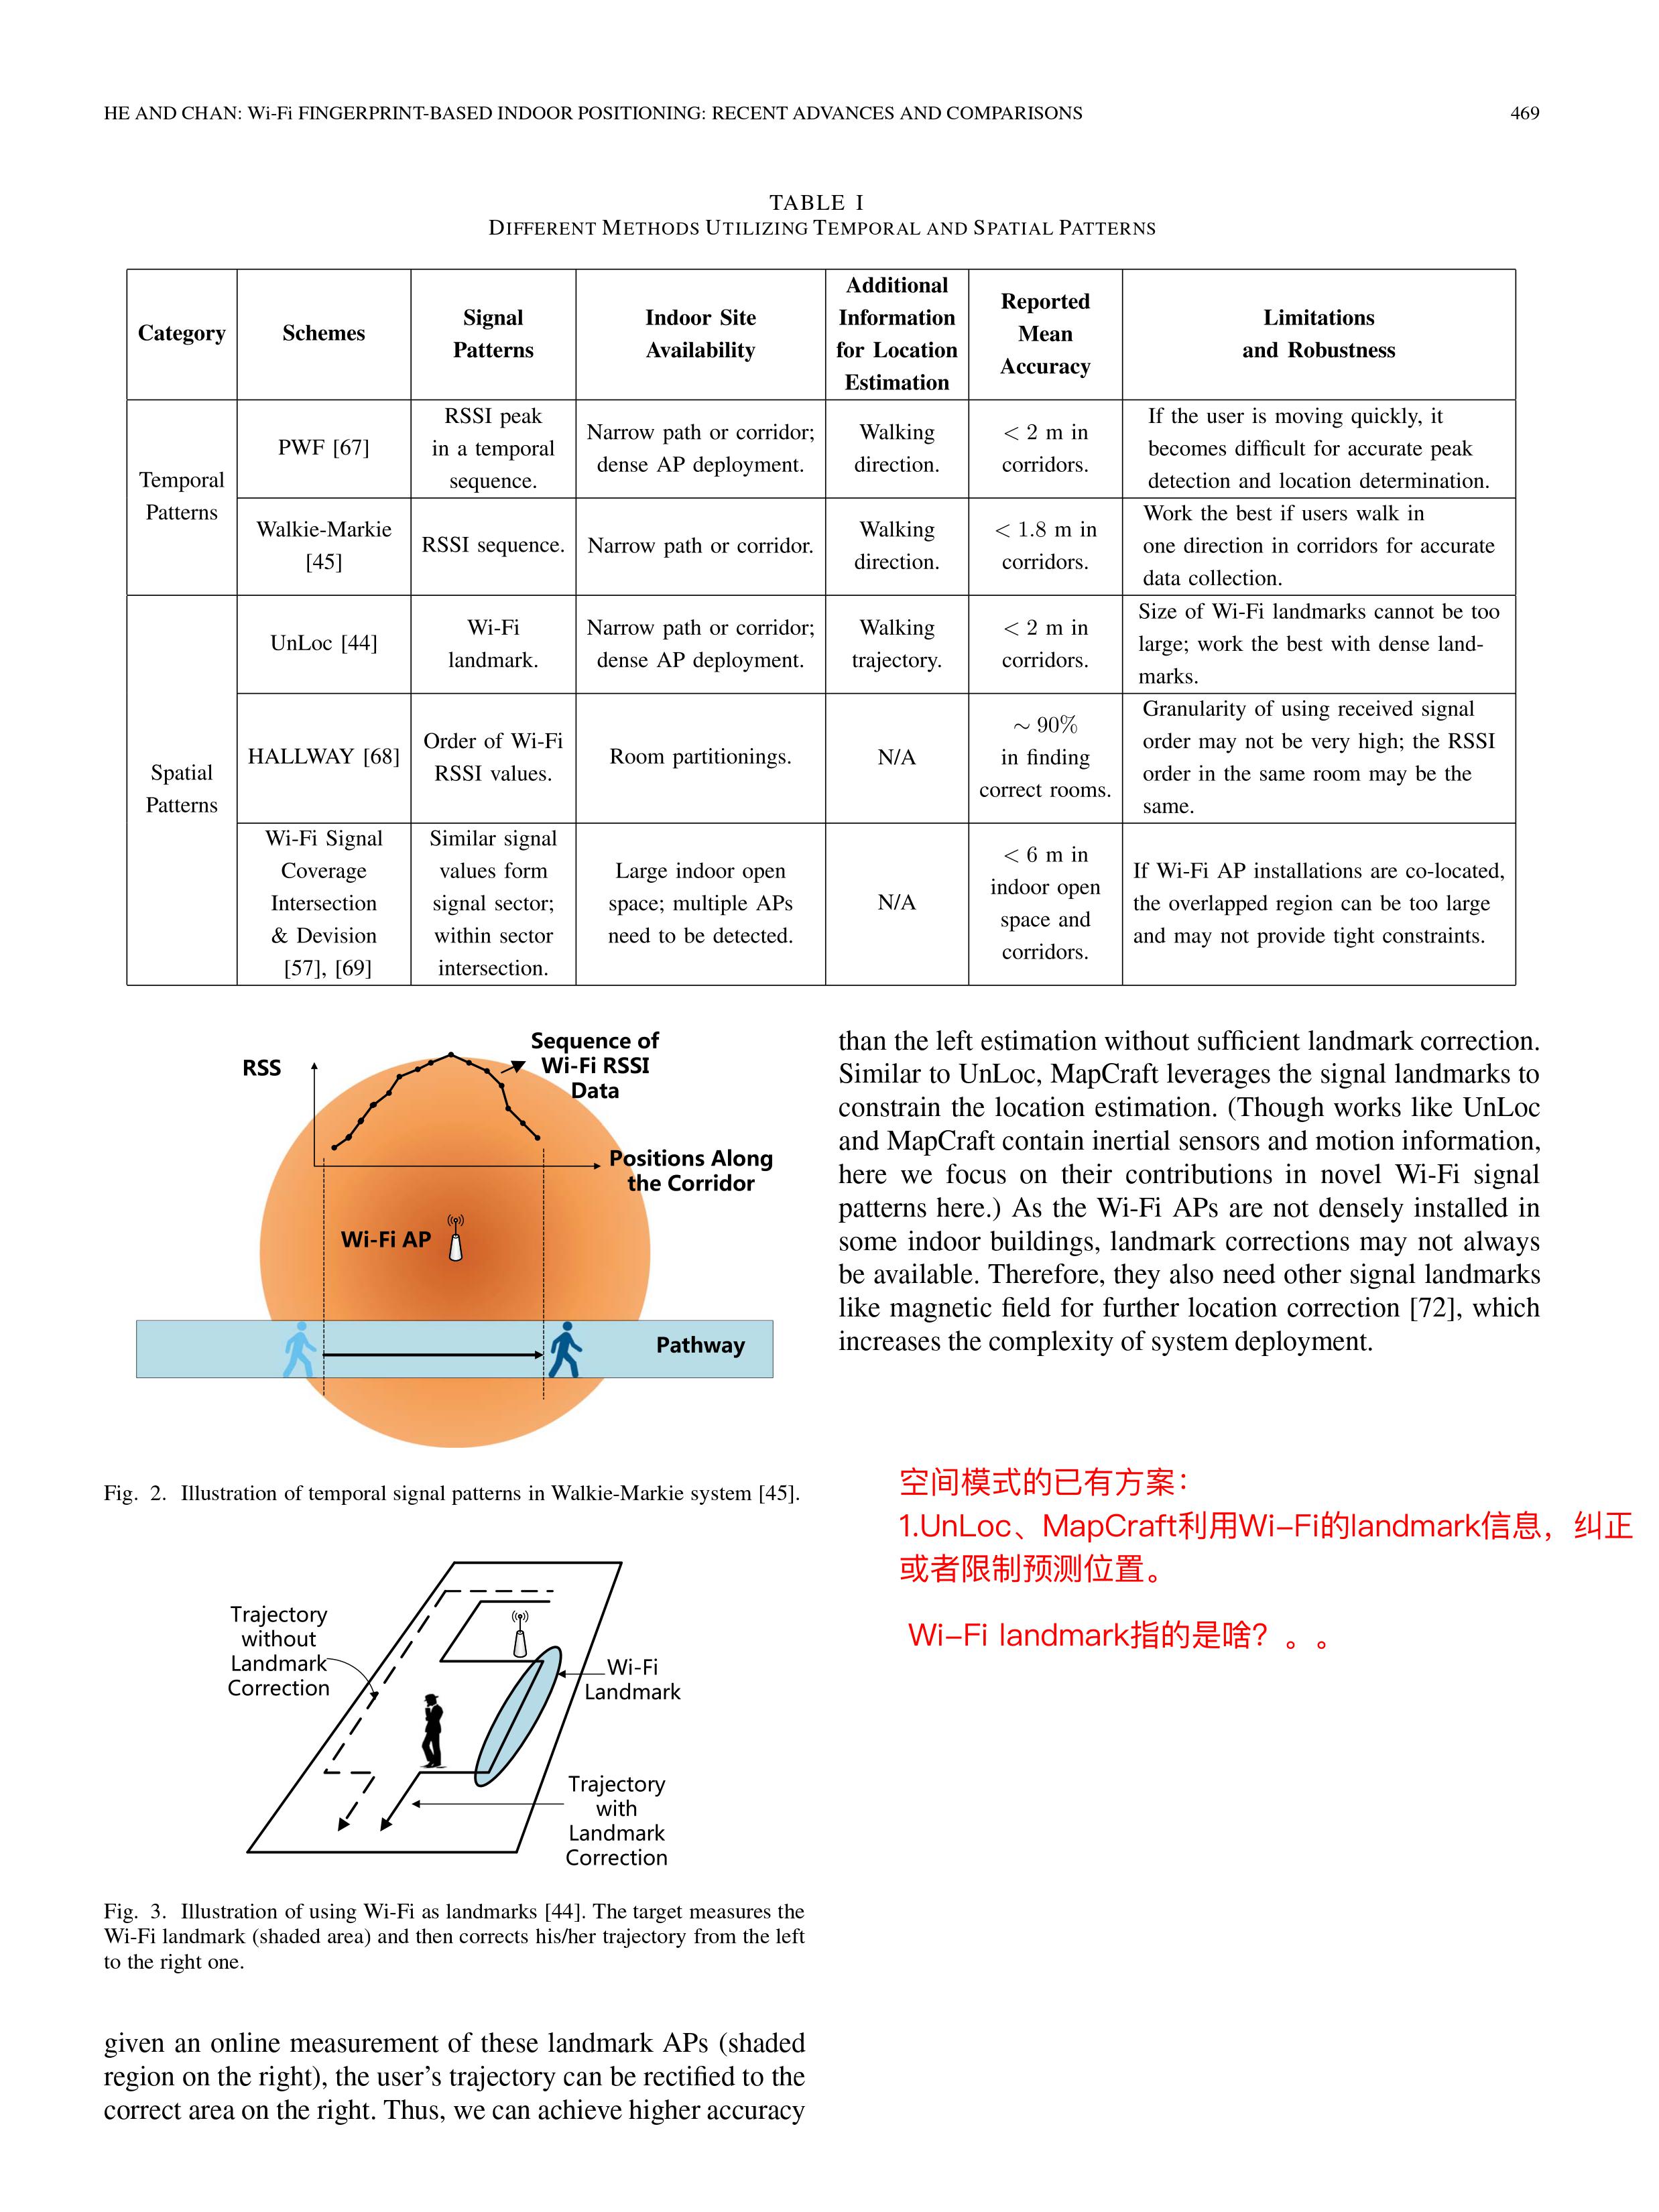 HE AND CHAN: Wi-Fi FINGERPRINT-BASED INDOOR POSITIONING: RECENT ADVANCES AND COMPARISONS 469
TABLE I
DIFFERENT METHODS UTILIZING TEMPORAL AND SPATIAL PATTERNS
Category
Schemes
Signal
Patterns
Indoor Site
Availability
Additional
Information
for Location
Estimation
Reported
Mean
Accuracy
Limitations
and Robustness
Temporal
Patterns
PWF [67]
RSSI peak
in a temporal
sequence.
Narrow path or corridor;
dense AP deployment.
Walking
direction.
< 2 m in
corridors.
If the user is moving quickly, it
becomes difficult for accurate peak
detection and location determination.
Walkie-Markie
[45]
RSSI sequence.
Narrow path or corridor.
Walking
direction.
< 1.8 m in
corridors.
Work the best if users walk in
one direction in corridors for accurate
data collection.
Spatial
Patterns
UnLoc [44]
Wi-Fi
landmark.
Narrow path or corridor;
dense AP deployment.
Walking
trajectory.
< 2 m in
corridors.
Size of Wi-Fi landmarks cannot be too
large; work the best with dense land-
marks.
HALLWAY [68]
Order of Wi-Fi
RSSI values.
Room partitionings.
N/A
∼ 90%
in finding
correct rooms.
Granularity of using received signal
order may not be very high; the RSSI
order in the same room may be the
same.
Wi-Fi Signal
Coverage
Intersection
& Devision
[57], [69]
Similar signal
values form
signal sector;
within sector
intersection.
Large indoor open
space; multiple APs
need to be detected.
N/A
< 6 m in
indoor open
space and
corridors.
If Wi-Fi AP installations are co-located,
the overlapped region can be too large
and may not provide tight constraints.
RSS
Sequence of
Wi-Fi RSSI
Data
Positions Along
the Corridor
Wi-Fi AP
Pathway
Fig. 2. Illustration of temporal signal patterns in Walkie-Markie system [45].
Trajectory
without
Landmark
Correction
Wi-Fi
Landmark
Trajectory
with
Landmark
Correction
Fig. 3. Illustration of using Wi-Fi as landmarks [44]. The target measures the
Wi-Fi landmark (shaded area) and then corrects his/her trajectory from the left
to the right one.
given an online measurement of these landmark APs (shaded
region on the right), the user's trajectory can be rectified to the
correct area on the right. Thus, we can achieve higher accuracy
than the left estimation without sufficient landmark correction.
Similar to UnLoc, MapCraft leverages the signal landmarks to
constrain the location estimation. (Though works like UnLoc
and MapCraft contain inertial sensors and motion information,
here we focus on their contributions in novel Wi-Fi signal
patterns here.) As the Wi-Fi APs are not densely installed in
some indoor buildings, landmark corrections may not always
be available. Therefore, they also need other signal landmarks
like magnetic field for further location correction [72], which
increases the complexity of system deployment.
空间模式的已有方案：
1.UnLoc、MapCraft利用Wi-Fi的landmark信息，纠正
或者限制预测位置。
Wi-Fi landmark指的是啥？。。